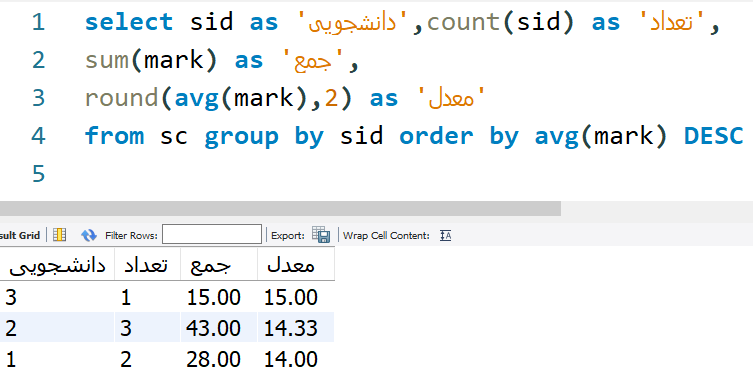 1 select sid as 'دانشجویی',count(sid) as 'تعداد',
2 sum(mark) as 'جمع',
3 round(avg(mark),2) as 'معدل'
4 from sc group by sid order by avg(mark) DESC
5
sult Grid Filter Rows: Export: Wrap Cell Content:
دانشجویی تعداد جمع معدل
3 1 15.00 15.00
2 3 43.00 14.33
1 2 28.00 14.00